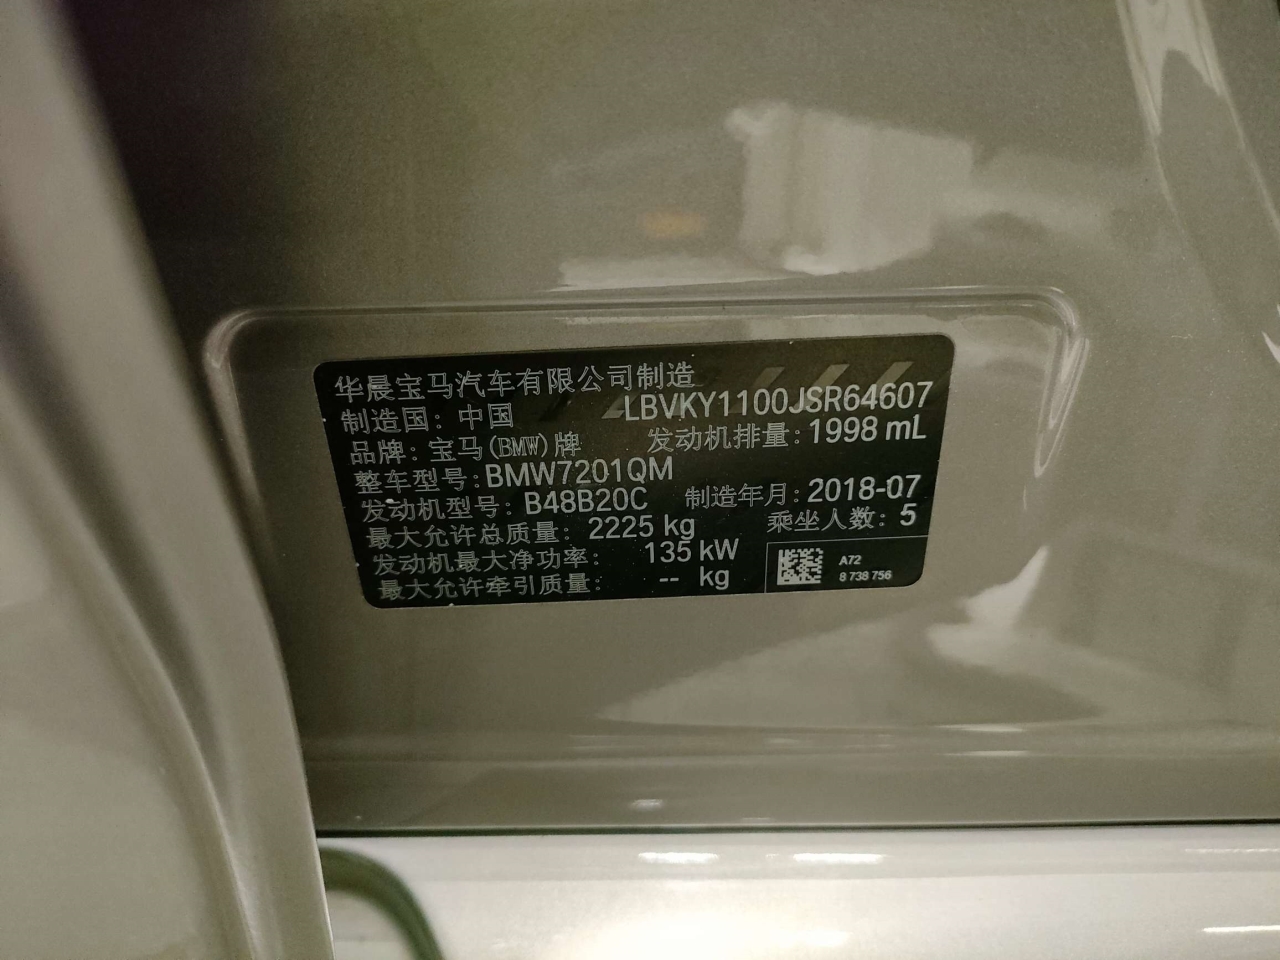 华晨宝马汽车有限公司制造
制造国：中国 LBVKY1100JSR64607
品牌：宝马(BMW)牌 发动机排量：1998 mL
整车型号：BMW7201QM
发动机型号：B48B20C 制造年月：2018-07
最大允许总质量：2225 kg 乘坐人数：5
发动机最大净功率：135 kW
最大允许牵引质量：-- kg
A72
8 738 756